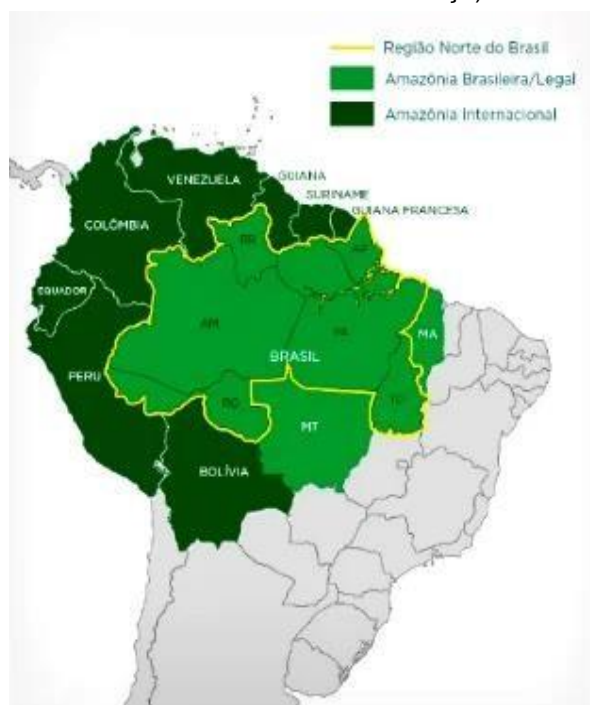 Região Norte do Brasil
Amazônia Brasileira/Legal
Amazônia Internacional
VENEZUELA
GUIANA
SURINAME
GUIANA FRANCESA
COLÔMBIA
RR
AP
EQUADOR
AM
PA
MA
BRASIL
PERU
RO
TO
MT
BOLÍVIA